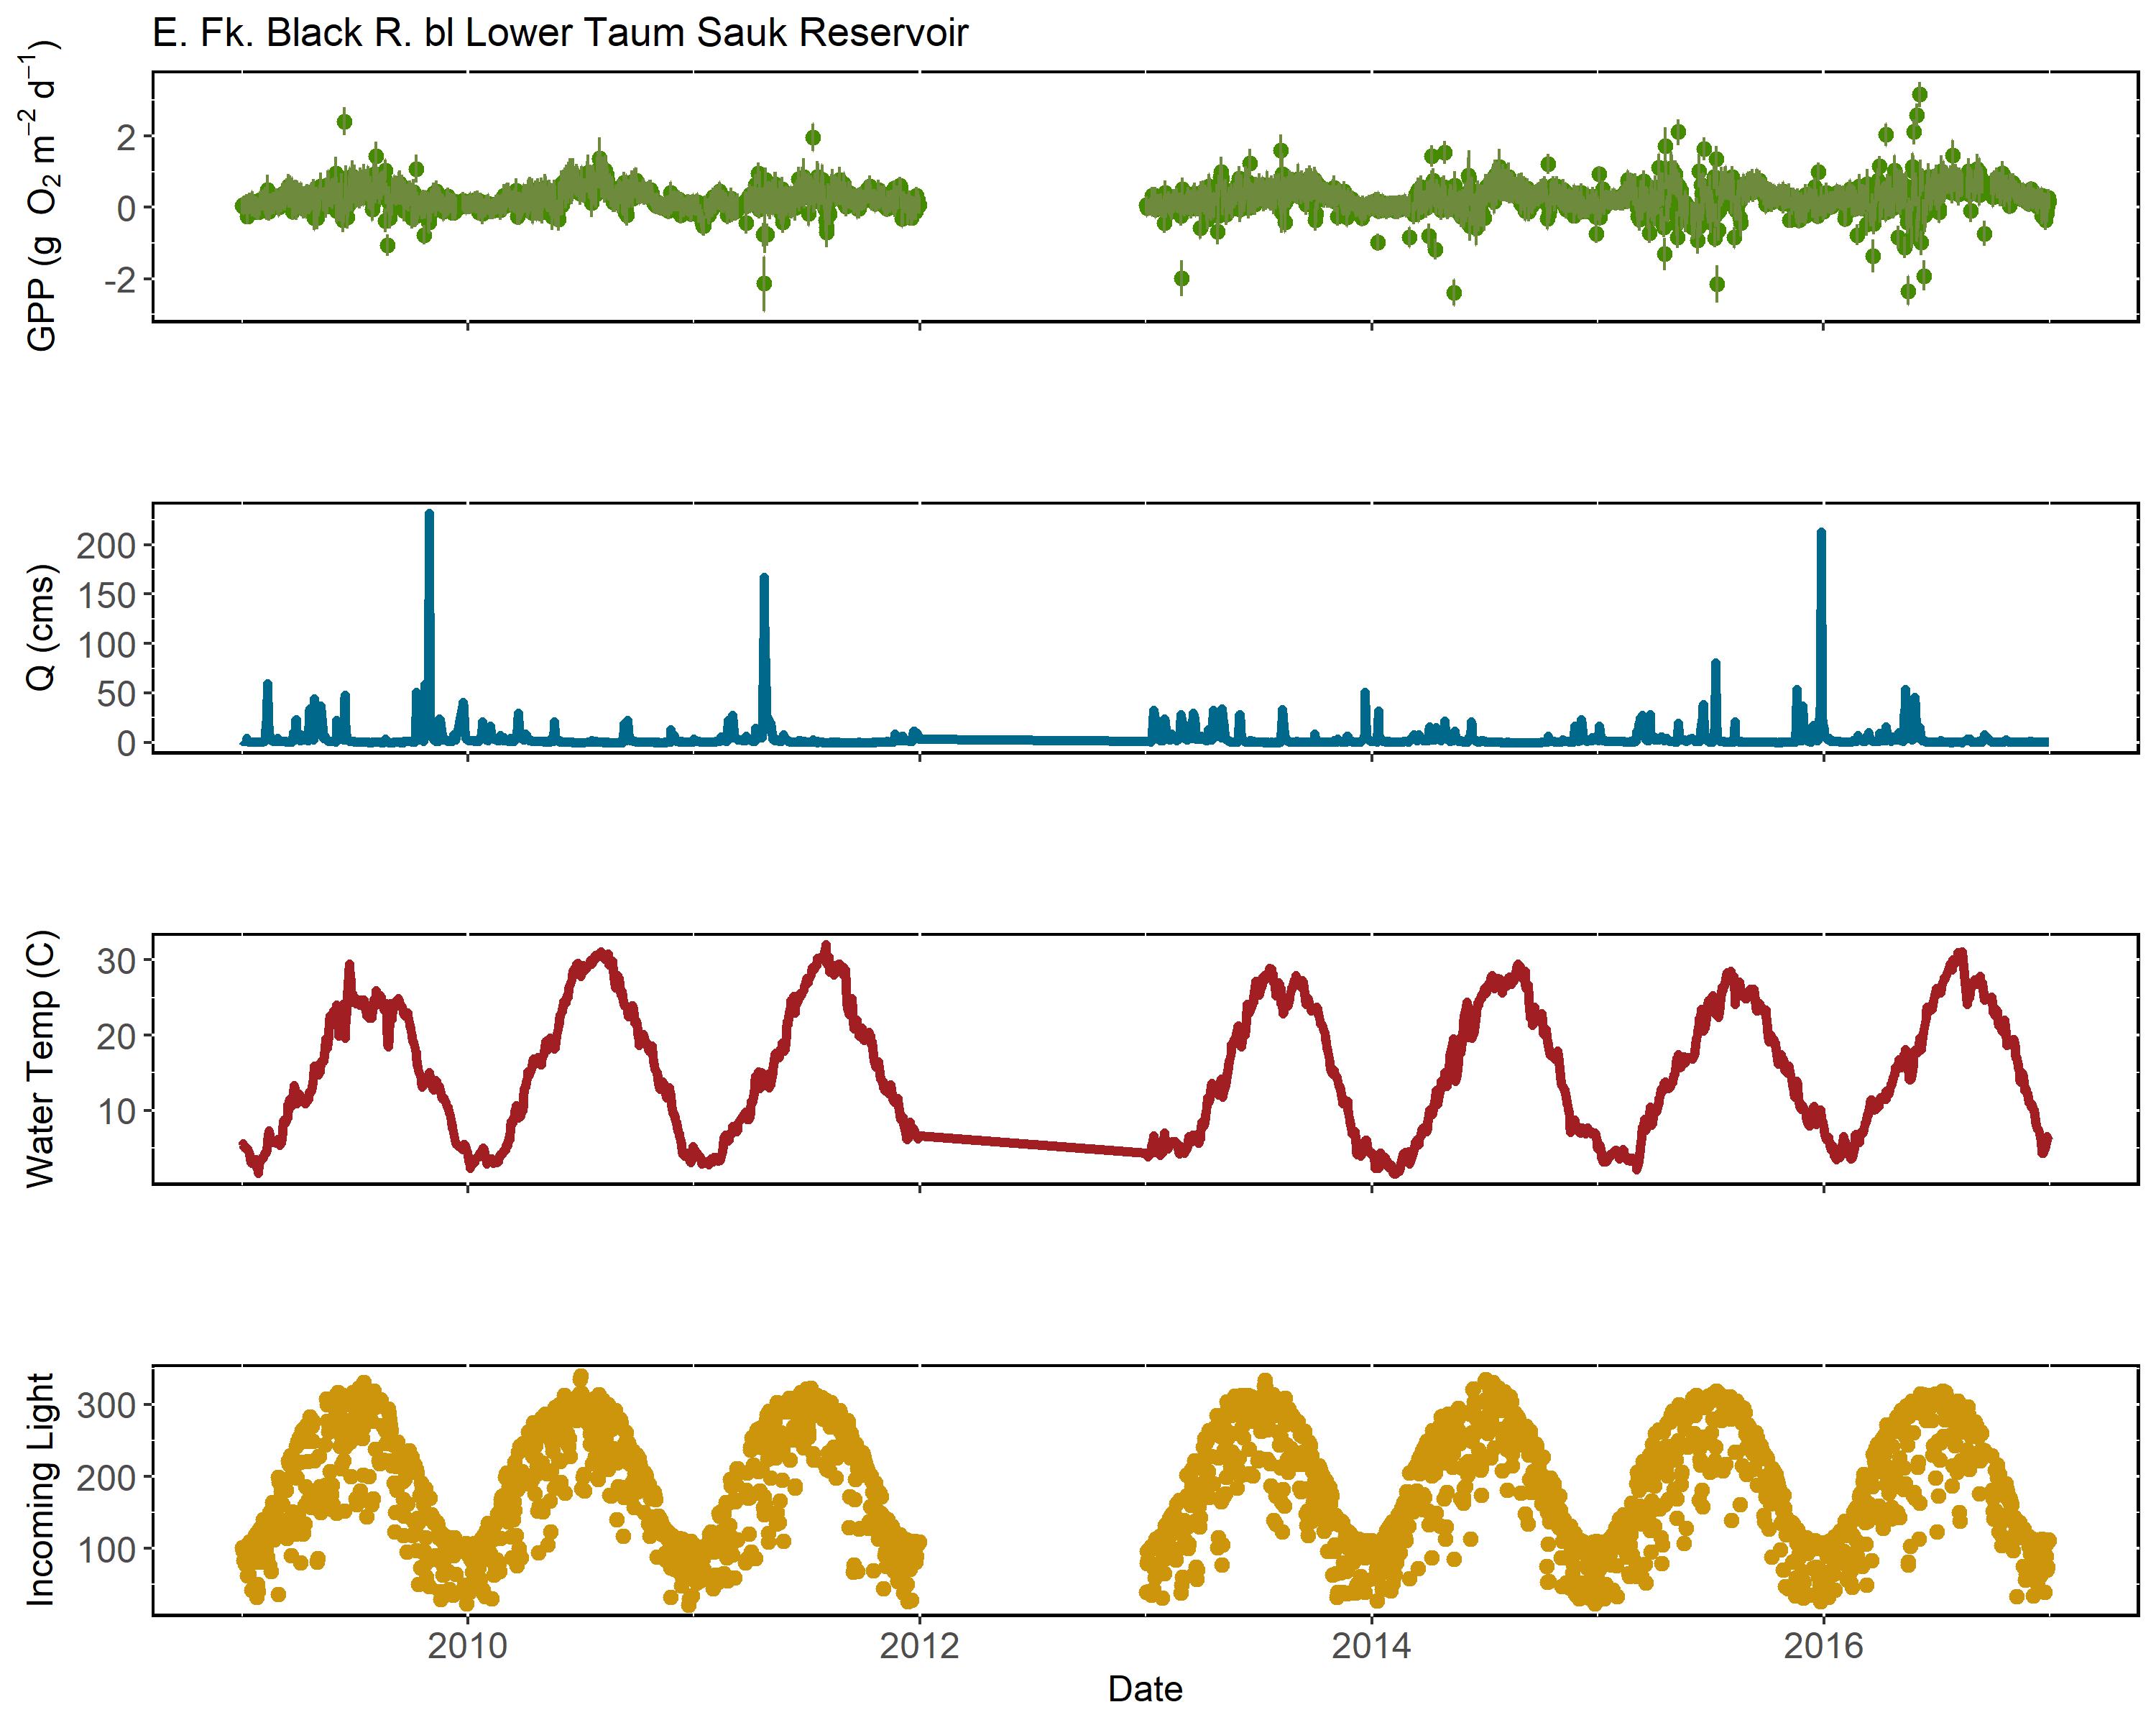 E. Fk. Black R. bl Lower Taum Sauk Reservoir
GPP (g O₂ m⁻² d⁻¹)
2
0
-2
Q (cms)
200
150
100
50
0
Water Temp (C)
30
20
10
Incoming Light
300
200
100
2010 2012 2014 2016
Date